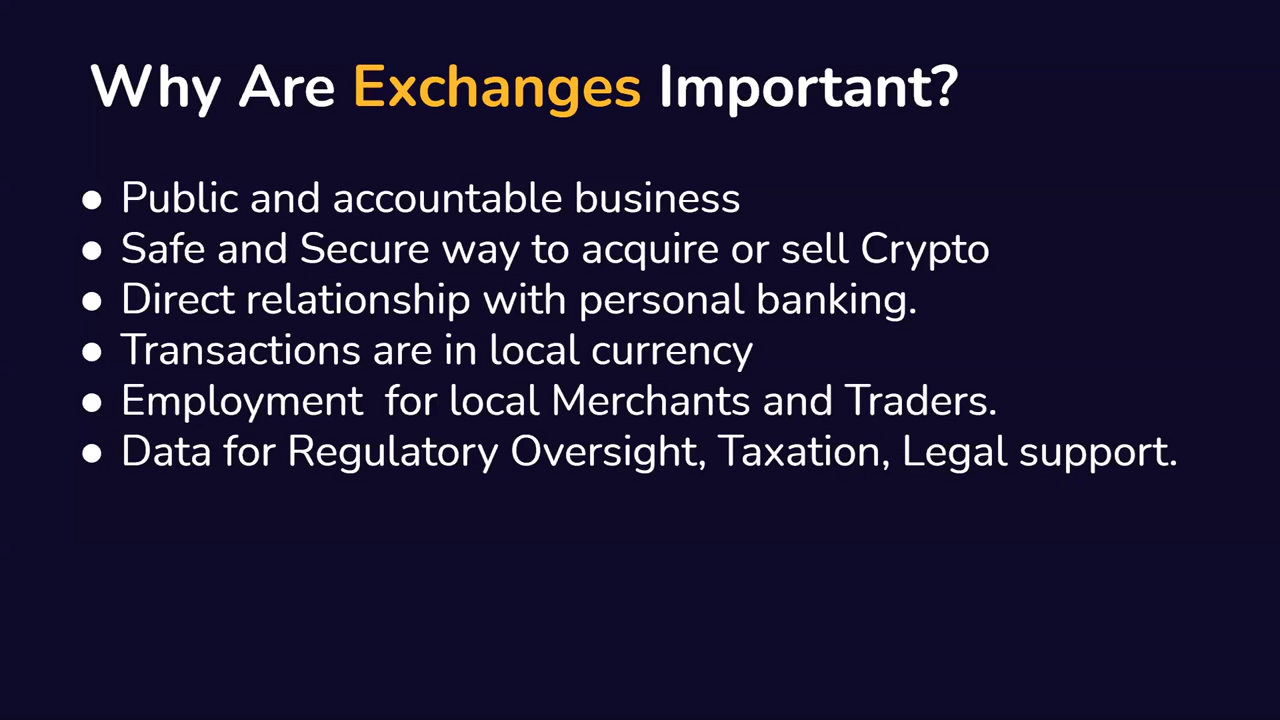 Why Are Exchanges Important?
● Public and accountable business
● Safe and Secure way to acquire or sell Crypto
● Direct relationship with personal banking.
● Transactions are in local currency
● Employment  for local Merchants and Traders.
● Data for Regulatory Oversight, Taxation, Legal support.